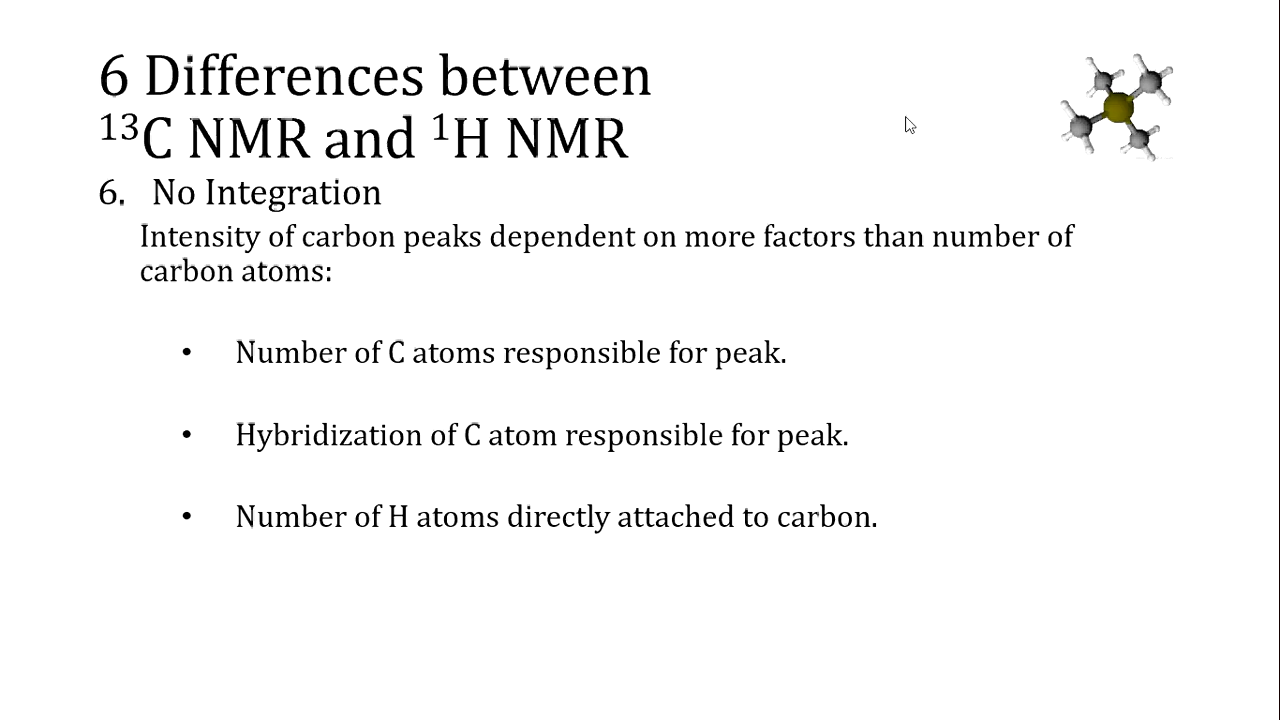 6 Differences between
¹³C NMR and ¹H NMR
6. No Integration
Intensity of carbon peaks dependent on more factors than number of
carbon atoms:
• Number of C atoms responsible for peak.
• Hybridization of C atom responsible for peak.
• Number of H atoms directly attached to carbon.